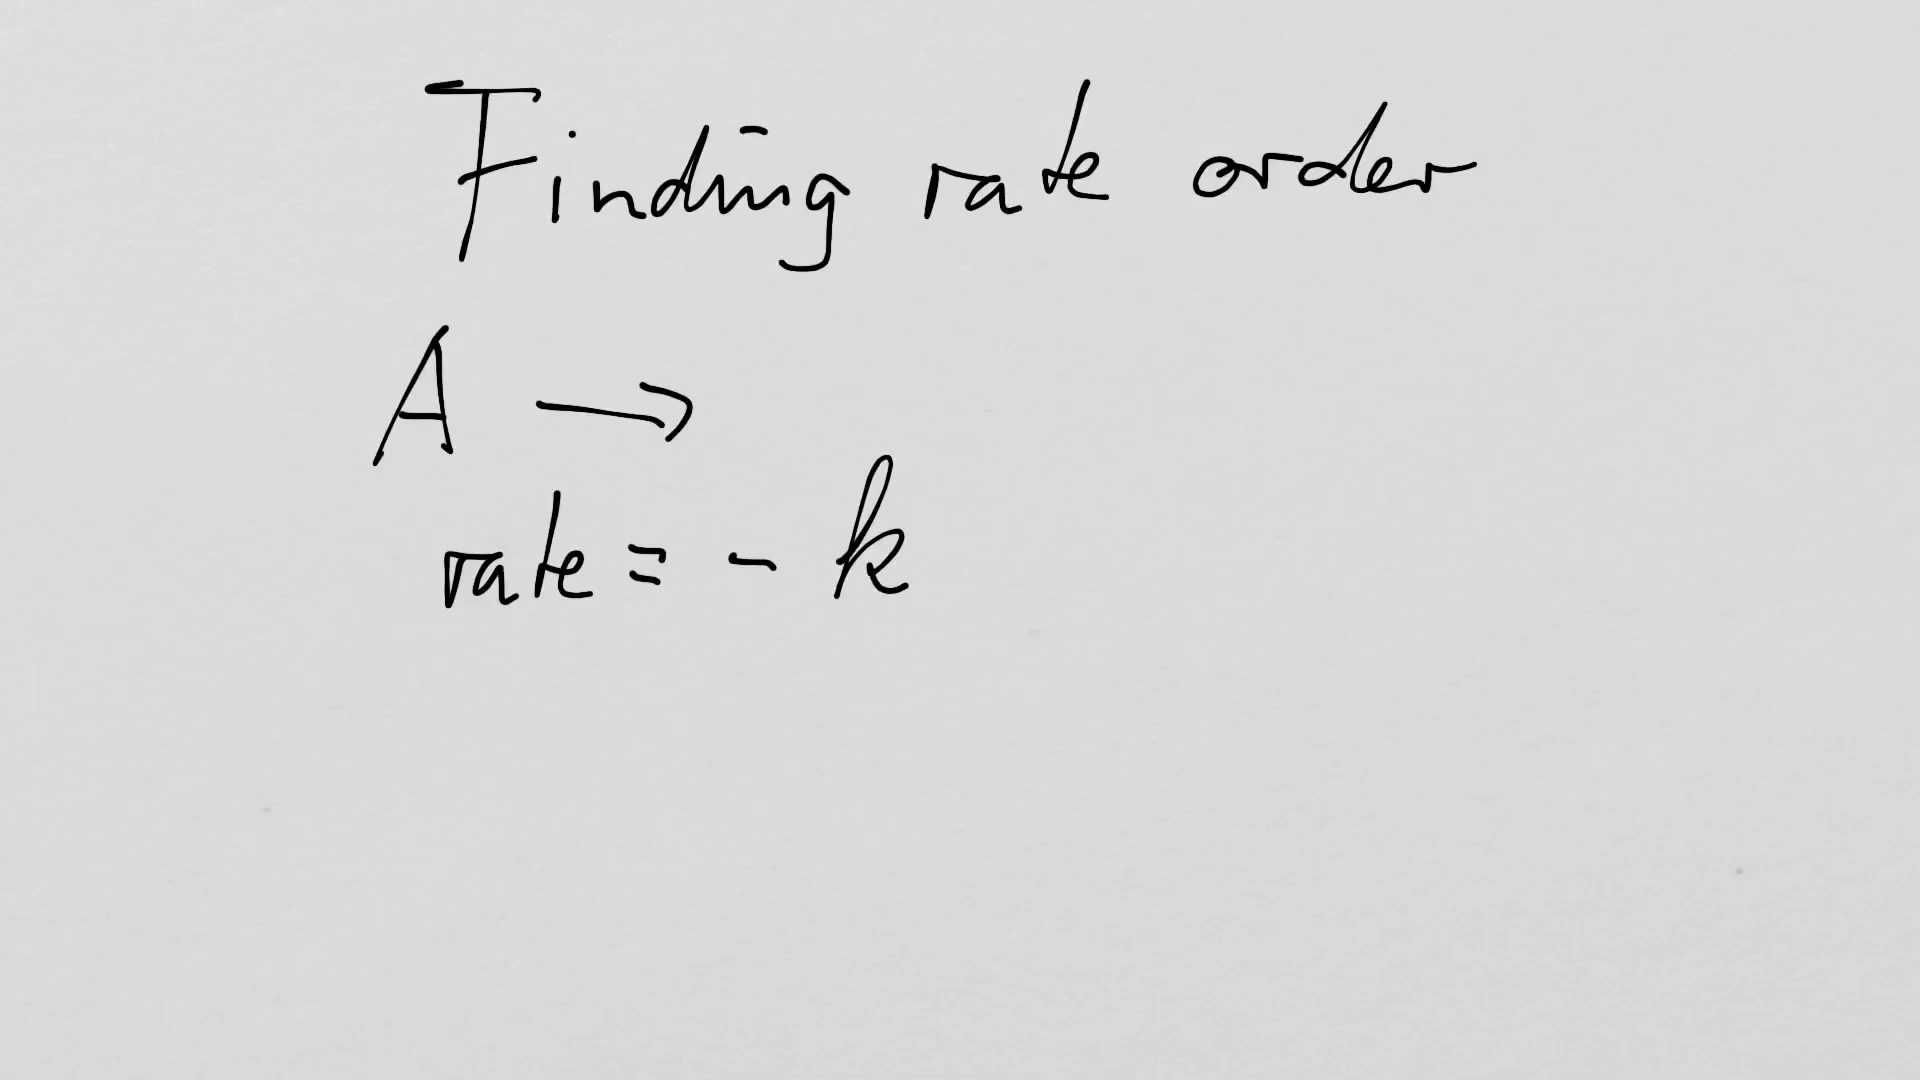 Finding rate order
A →
rate = - k